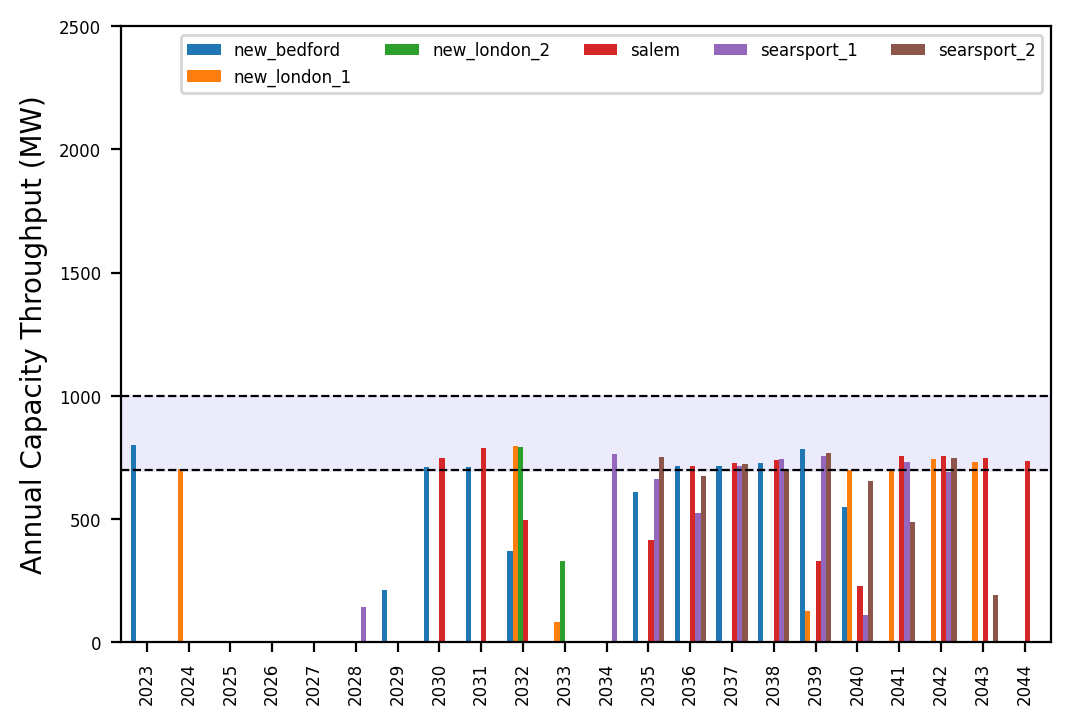 Annual Capacity Throughput (MW)
2500
2000
1500
1000
500
0
new_bedford new_london_2 salem searsport_1 searsport_2
new_london_1
2023 2024 2025 2026 2027 2028 2029 2030 2031 2032 2033 2034 2035 2036 2037 2038 2039 2040 2041 2042 2043 2044